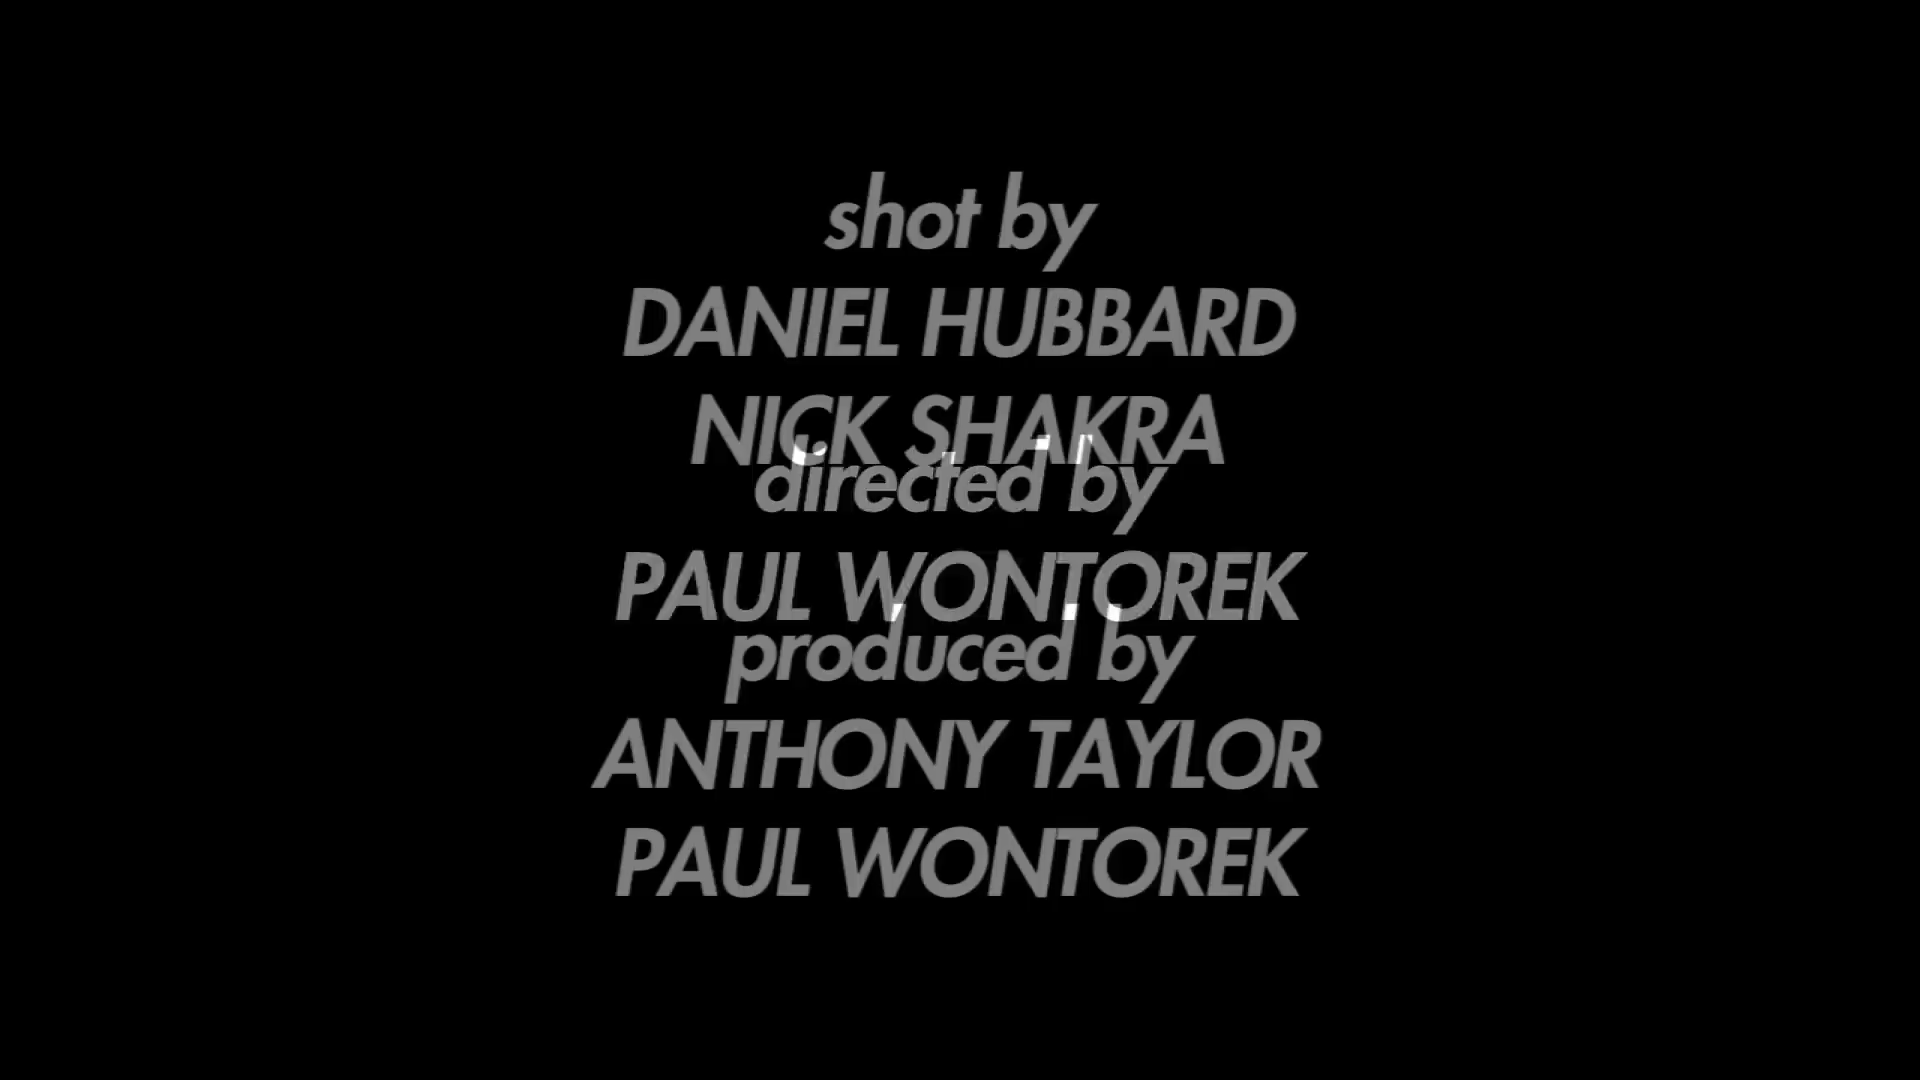 shot by
DANIEL HUBBARD
NICK SHAKRA
directed by
PAUL WONTOREK
produced by
ANTHONY TAYLOR
PAUL WONTOREK